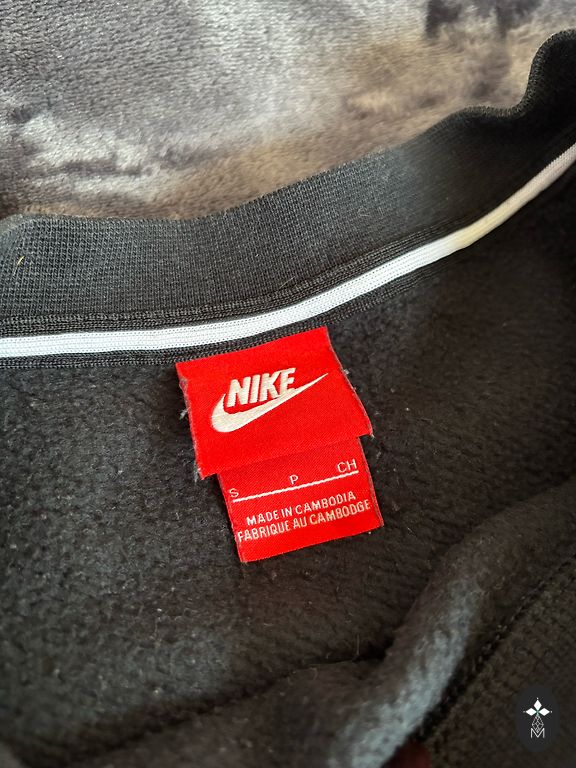 NIKE
S P CH
MADE IN CAMBODIA
FABRIQUE AU CAMBODGE